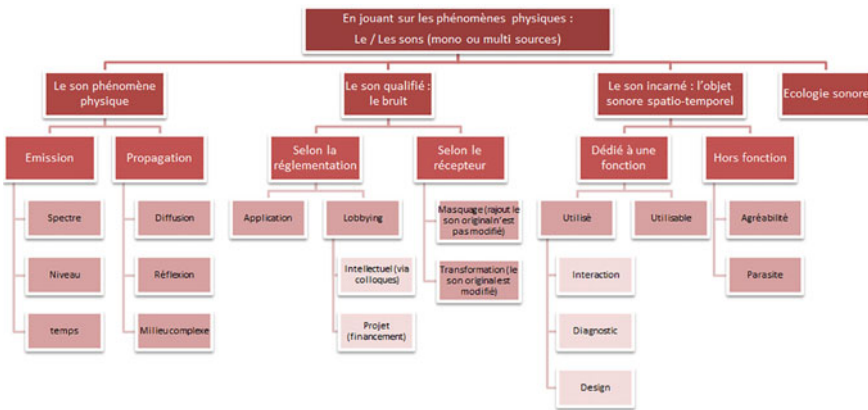 En jouant sur les phénomènes physiques :
Le / Les sons (mono ou multi sources)
Le son phénomène
physique
Le son qualifié :
le bruit
Le son incarné : l'objet
sonore spatio-temporel
Ecologie sonore
Emission
Propagation
Selon la
réglementation
Selon le
récepteur
Dédié à une
fonction
Hors fonction
Spectre
Diffusion
Application
Lobbying
Masquage (rajout le
son original n'est
pas modifié)
Utilisé
Utilisable
Agréabilité
Niveau
Réflexion
Intellectuel (via
colloques)
Transformation (le
son original est
modifié)
Interaction
Parasite
temps
Milieu complexe
Projet
(financement)
Diagnostic
Design